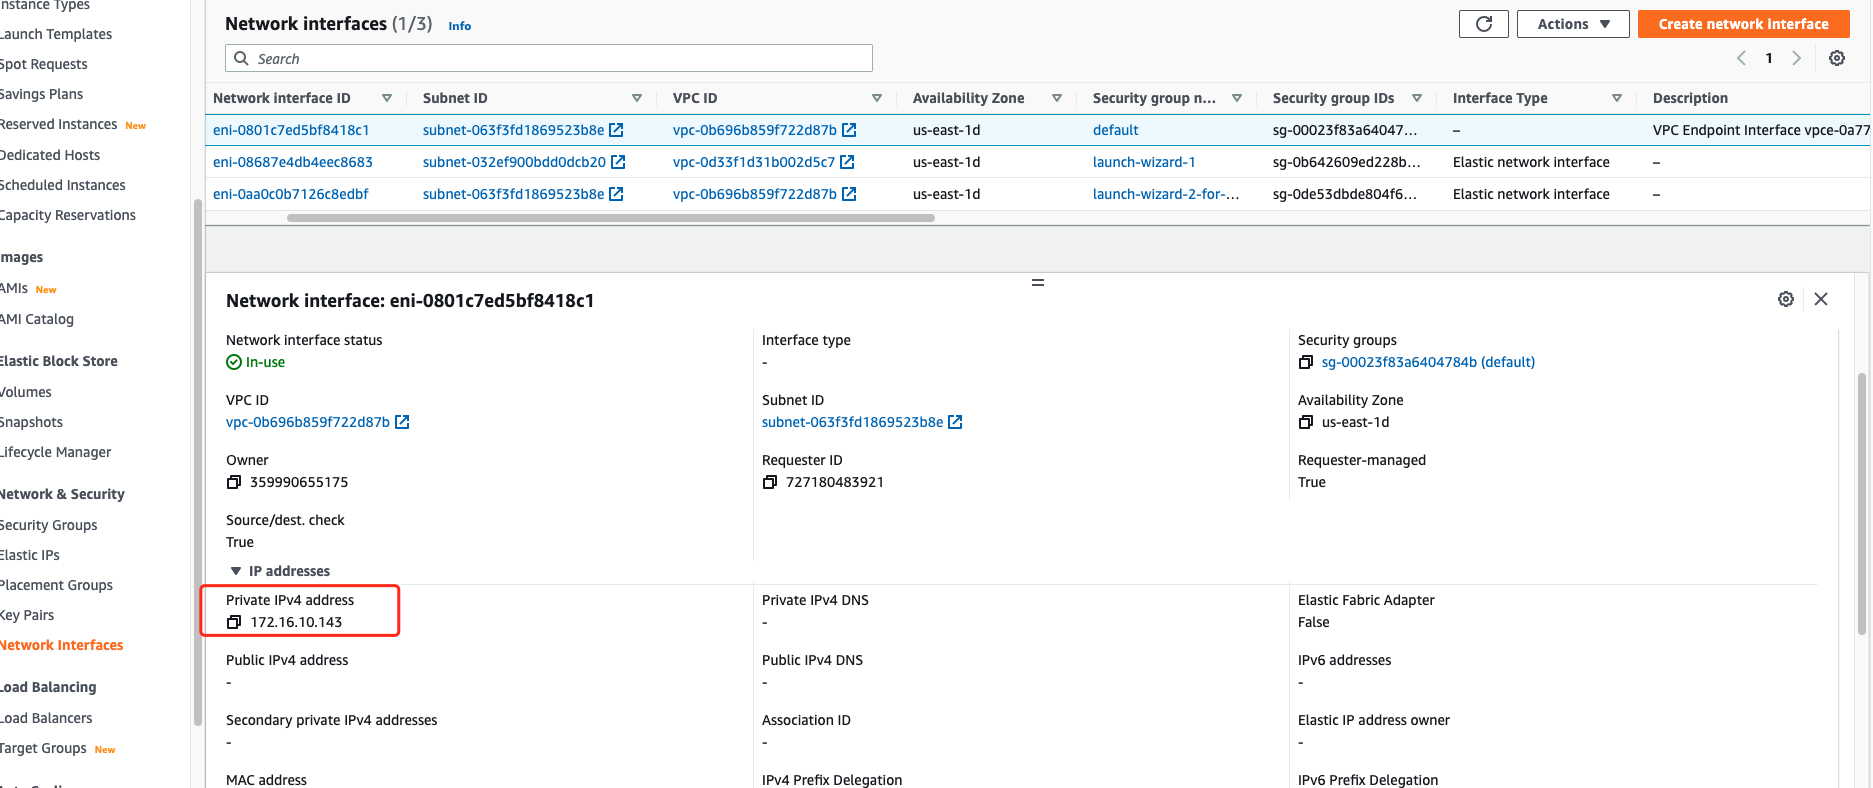 nstance Types
Launch Templates
Spot Requests
Savings Plans
Reserved Instances New
Dedicated Hosts
Scheduled Instances
Capacity Reservations
mages
AMIs New
AMI Catalog
Elastic Block Store
Volumes
Snapshots
Lifecycle Manager
Network & Security
Security Groups
Elastic IPs
Placement Groups
Key Pairs
Network Interfaces
Load Balancing
Load Balancers
Target Groups New
Network interfaces (1/3) Info
Actions
Create network interface
Search
1
Network interface ID Subnet ID VPC ID Availability Zone Security group n... Security group IDs Interface Type Description
eni-0801c7ed5bf8418c1 subnet-063f3fd1869523b8e vpc-0b696b859f722d87b us-east-1d default sg-00023f83a64047... – VPC Endpoint Interface vpce-0a77
eni-08687e4db4eec8683 subnet-032ef900bdd0dcb20 vpc-0d33f1d31b002d5c7 us-east-1d launch-wizard-1 sg-0b642609ed228b... Elastic network interface –
eni-0aa0c0b7126c8edbf subnet-063f3fd1869523b8e vpc-0b696b859f722d87b us-east-1d launch-wizard-2-for-... sg-0de53dbde804f6... Elastic network interface –
Network interface: eni-0801c7ed5bf8418c1
Network interface status Interface type Security groups
In-use - sg-00023f83a6404784b (default)
VPC ID Subnet ID Availability Zone
vpc-0b696b859f722d87b subnet-063f3fd1869523b8e us-east-1d
Owner Requester ID Requester-managed
359990655175 727180483921 True
Source/dest. check
True
IP addresses
Private IPv4 address Private IPv4 DNS Elastic Fabric Adapter
172.16.10.143 - False
Public IPv4 address Public IPv4 DNS IPv6 addresses
- - -
Secondary private IPv4 addresses Association ID Elastic IP address owner
- - -
MAC address IPv4 Prefix Delegation IPv6 Prefix Delegation